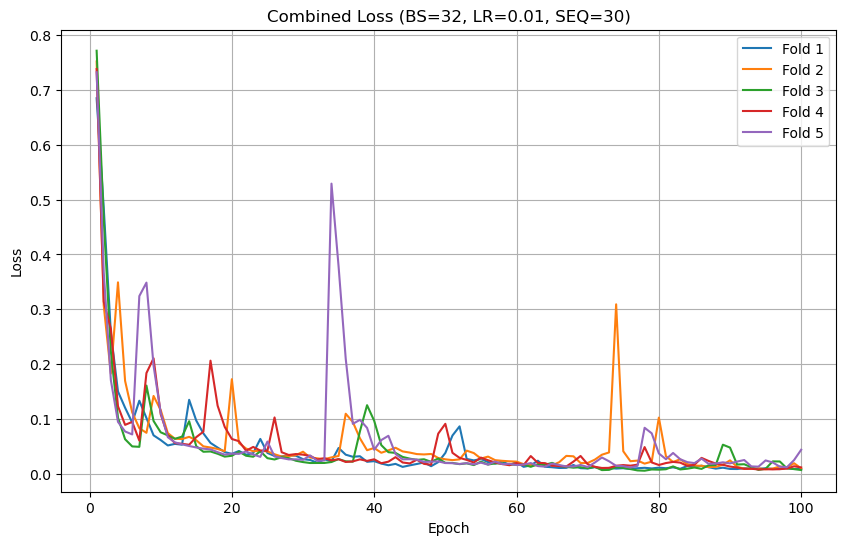 Combined Loss (BS=32, LR=0.01, SEQ=30)
Fold 1
Fold 2
Fold 3
Fold 4
Fold 5
Loss
0.8
0.7
0.6
0.5
0.4
0.3
0.2
0.1
0.0
0 20 40 60 80 100
Epoch